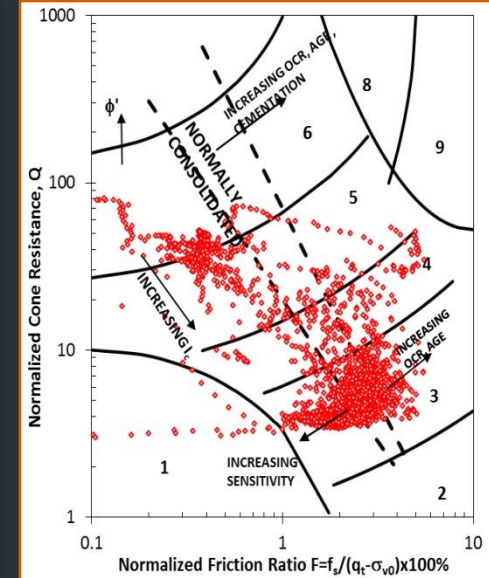 1000
100
10
1
0.1
1
10
Normalized Cone Resistance, Q
Normalized Friction Ratio F=fₛ/(qₜ-σᵥ₀)x100%
ϕ'
NORMALLY
CONSOLIDATED
INCREASING OCR, AGE,
CEMENTATION
INCREASING I꜀
INCREASING
OCR, AGE
INCREASING
SENSITIVITY
8
6
9
5
4
3
1
2